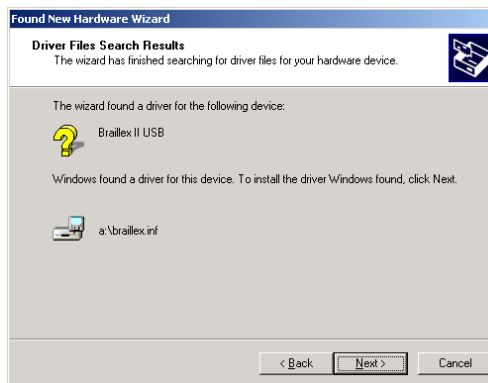 Found New Hardware Wizard
Driver Files Search Results
The wizard has finished searching for driver files for your hardware device.
The wizard found a driver for the following device:
Braillex II USB
Windows found a driver for this device. To install the driver Windows found, click Next.
a:\braillex.inf
< Back
Next >
Cancel